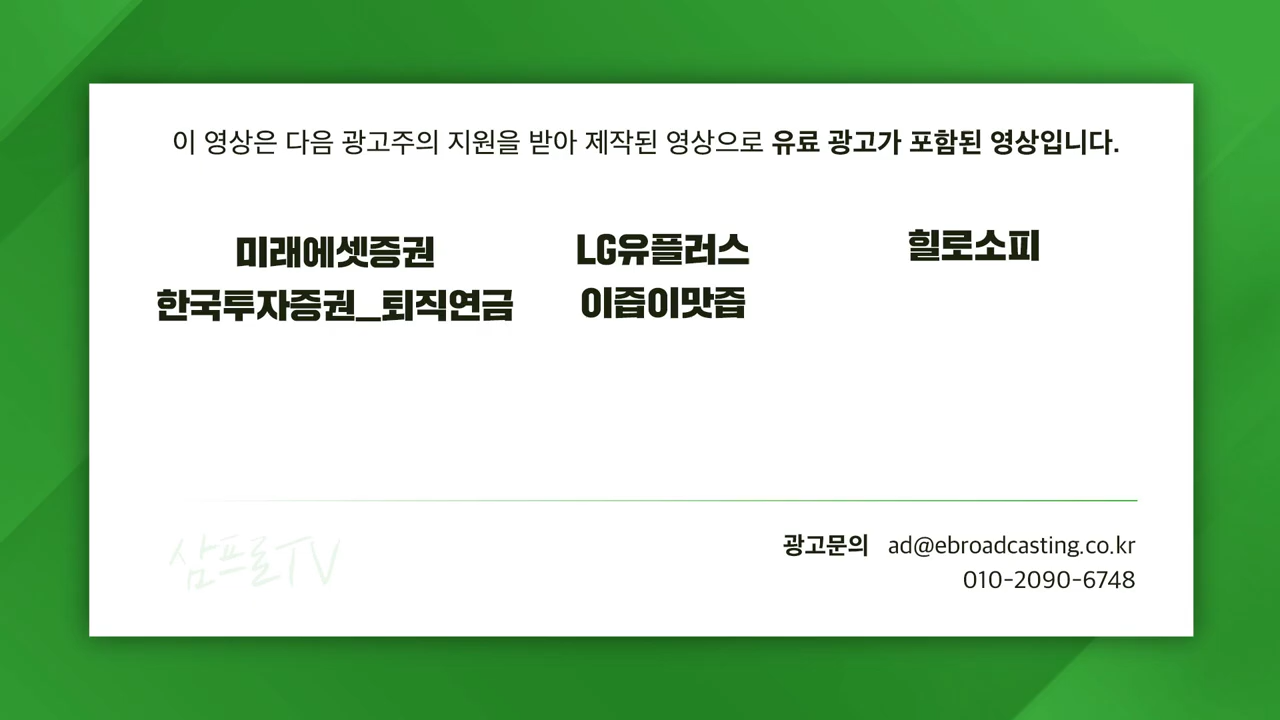 이 영상은 다음 광고주의 지원을 받아 제작된 영상으로 유료 광고가 포함된 영상입니다.
미래에셋증권 LG유플러스 힐로소피
한국투자증권_퇴직연금 이즙이맛즙
삼프로TV
광고문의 ad@ebroadcasting.co.kr
010-2090-6748